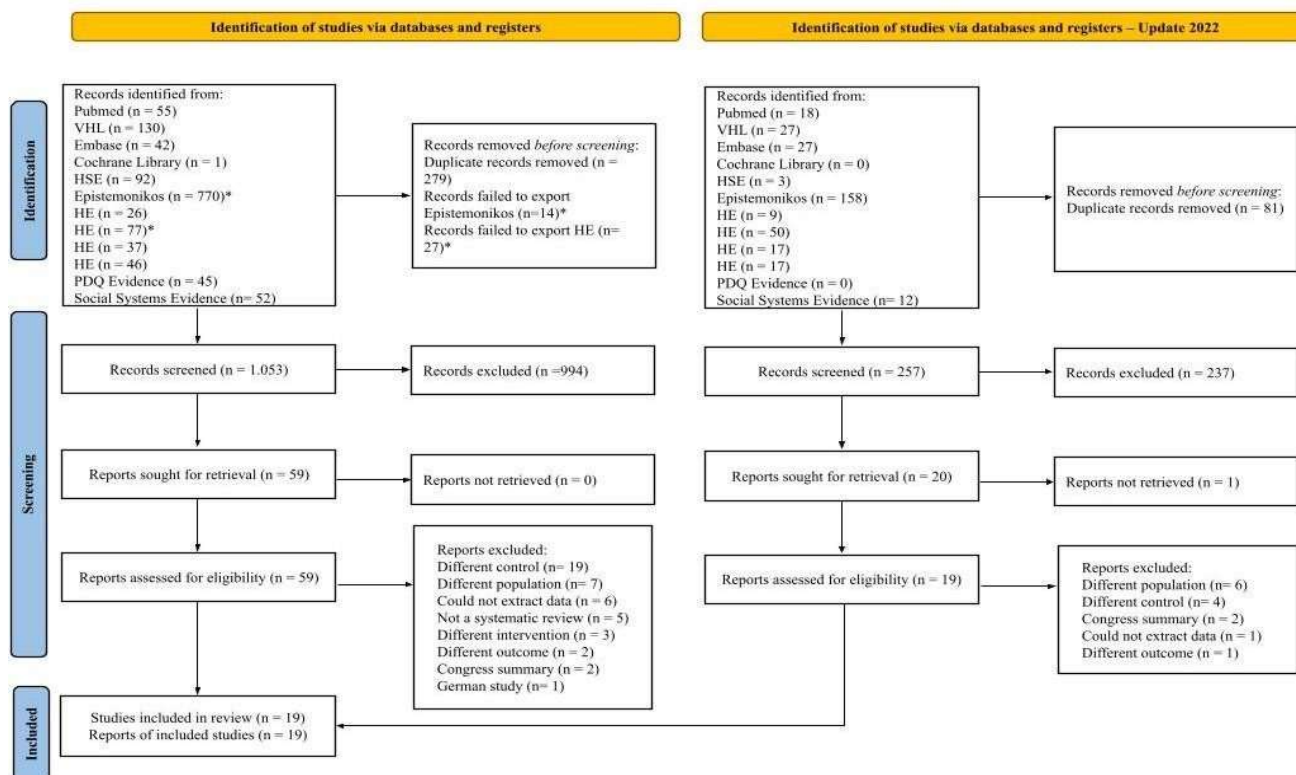 Identification of studies via databases and registers
Identification
Records identified from:
Pubmed (n = 55)
VHL (n = 130)
Embase (n = 42)
Cochrane Library (n = 1)
HSE (n = 92)
Epistemonikos (n = 770)*
HE (n = 26)
HE (n = 77)*
HE (n = 37)
HE (n = 46)
PDQ Evidence (n = 45)
Social Systems Evidence (n= 52)
Records removed before screening:
Duplicate records removed (n =
279)
Records failed to export
Epistemonikos (n=14)*
Records failed to export HE (n=
27)*
Screening
Records screened (n = 1.053)
Records excluded (n =994)
Reports sought for retrieval (n = 59)
Reports not retrieved (n = 0)
Reports assessed for eligibility (n = 59)
Reports excluded:
Different control (n= 19)
Different population (n= 7)
Could not extract data (n = 6)
Not a systematic review (n = 5)
Different intervention (n = 3)
Different outcome (n = 2)
Congress summary (n = 2)
German study (n= 1)
Included
Studies included in review (n = 19)
Reports of included studies (n = 19)
Identification of studies via databases and registers – Update 2022
Records identified from:
Pubmed (n = 18)
VHL (n = 27)
Embase (n = 27)
Cochrane Library (n = 0)
HSE (n = 3)
Epistemonikos (n = 158)
HE (n = 9)
HE (n = 50)
HE (n = 17)
HE (n = 17)
PDQ Evidence (n = 0)
Social Systems Evidence (n= 12)
Records removed before screening:
Duplicate records removed (n = 81)
Records screened (n = 257)
Records excluded (n = 237)
Reports sought for retrieval (n = 20)
Reports not retrieved (n = 1)
Reports assessed for eligibility (n = 19)
Reports excluded:
Different population (n= 6)
Different control (n= 4)
Congress summary (n = 2)
Could not extract data (n = 1)
Different outcome (n = 1)